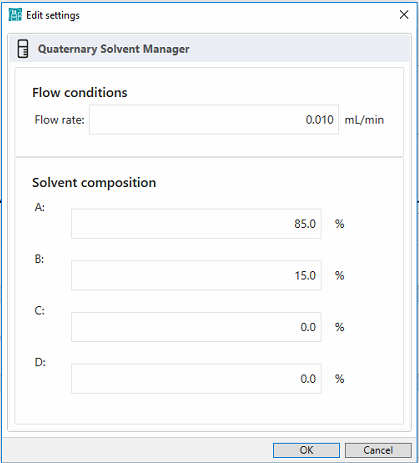 Edit settings
Quaternary Solvent Manager
Flow conditions
Flow rate: 0.010 mL/min
Solvent composition
A:
85.0 %
B:
15.0 %
C:
0.0 %
D:
0.0 %
OK Cancel